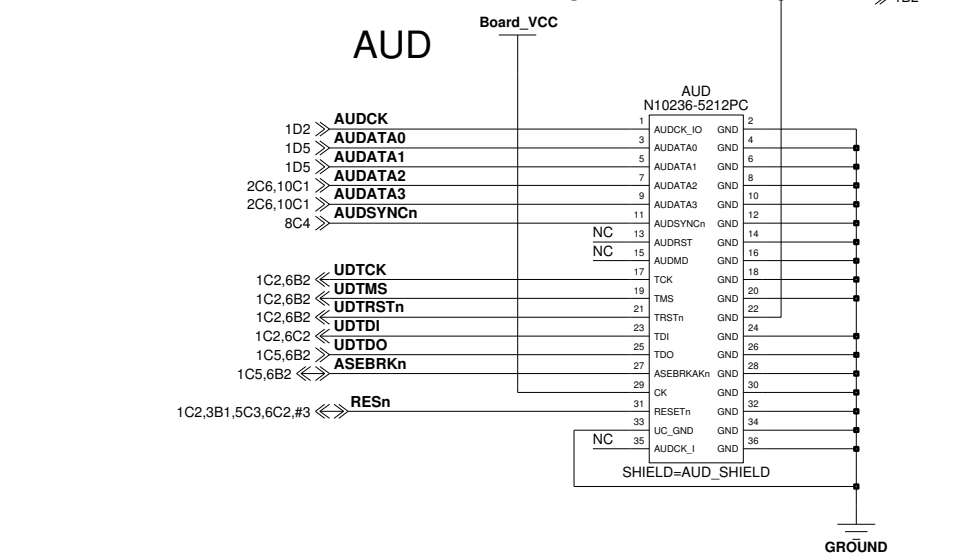 1D2
Board_VCC
AUD
AUD
N10236-5212PC
1D2 AUDCK 1 AUDCK_IO GND 2
1D5 AUDATA0 3 AUDATA0 GND 4
1D5 AUDATA1 5 AUDATA1 GND 6
2C6,10C1 AUDATA2 7 AUDATA2 GND 8
2C6,10C1 AUDATA3 9 AUDATA3 GND 10
8C4 AUDSYNCn 11 AUDSYNCn GND 12
NC 13 AUDRST GND 14
NC 15 AUDMD GND 16
1C2,6B2 UDTCK 17 TCK GND 18
1C2,6B2 UDTMS 19 TMS GND 20
1C2,6B2 UDTRSTn 21 TRSTn GND 22
1C2,6C2 UDTDI 23 TDI GND 24
1C5,6B2 UDTDO 25 TDO GND 26
1C5,6B2 ASEBRKn 27 ASEBRKAKn GND 28
29 CK GND 30
1C2,3B1,5C3,6C2,#3 RESn 31 RESETn GND 32
33 UC_GND GND 34
NC 35 AUDCK_I GND 36
SHIELD=AUD_SHIELD
GROUND